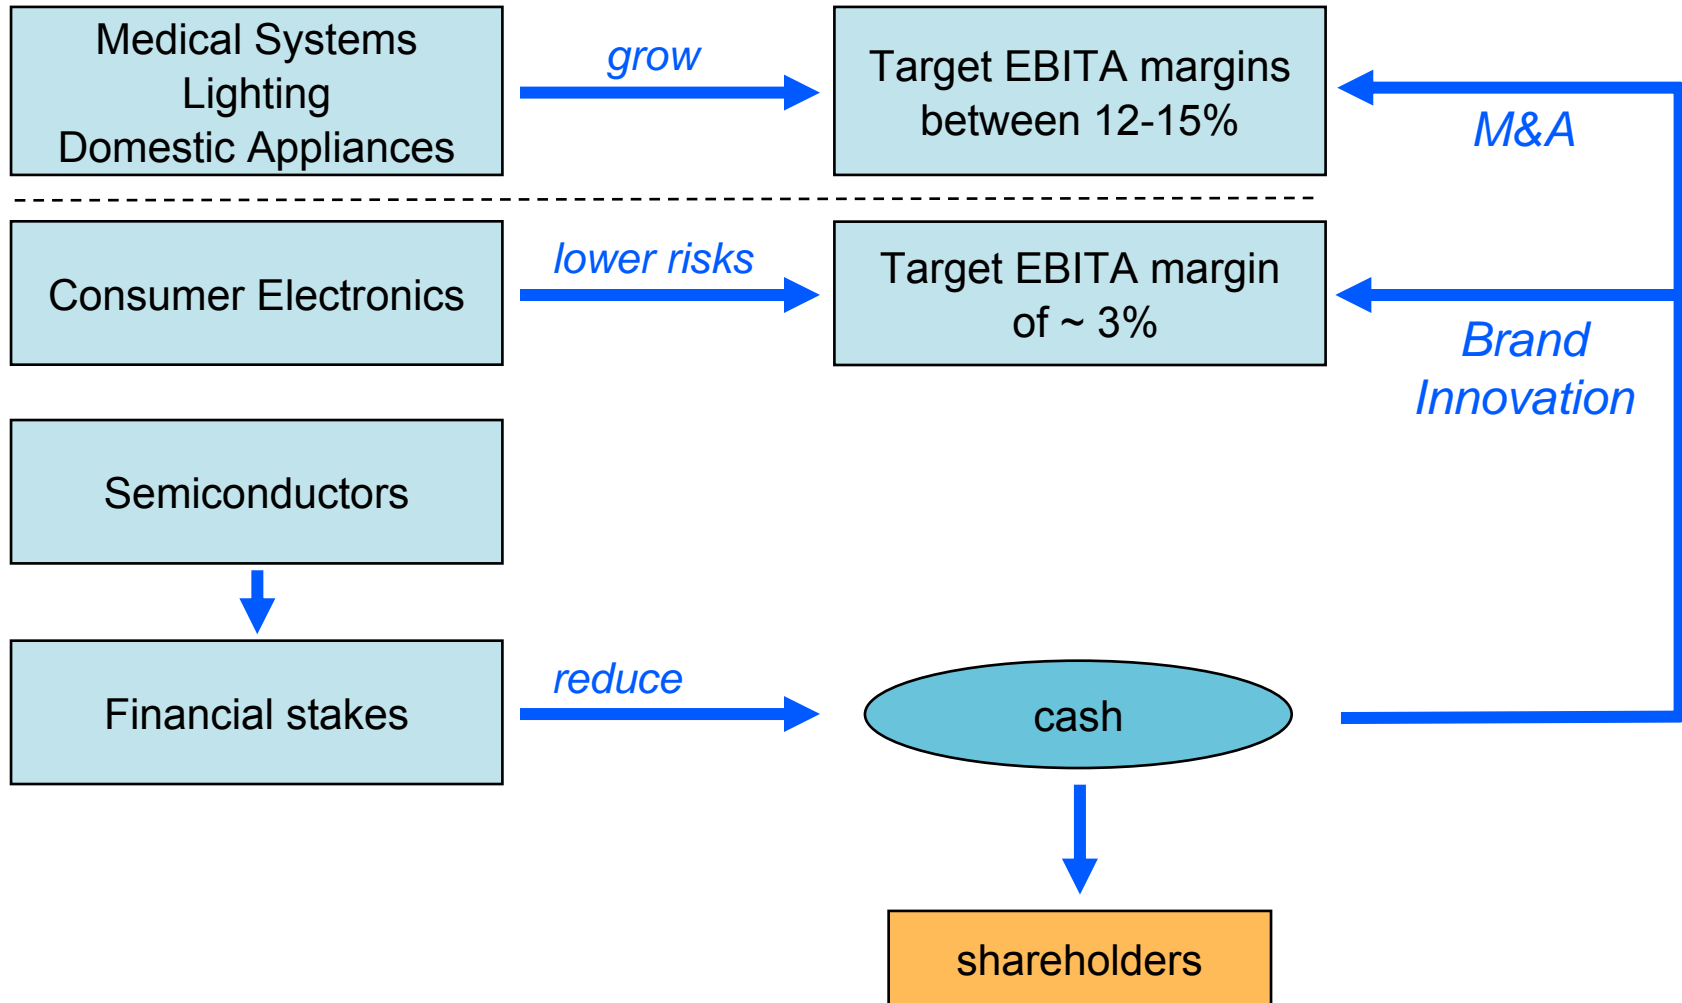 Medical Systems
Lighting
Domestic Appliances
grow
Target EBITA margins
between 12-15%
M&A
Consumer Electronics
lower risks
Target EBITA margin
of ~ 3%
Brand
Innovation
Semiconductors
Financial stakes
reduce
cash
shareholders